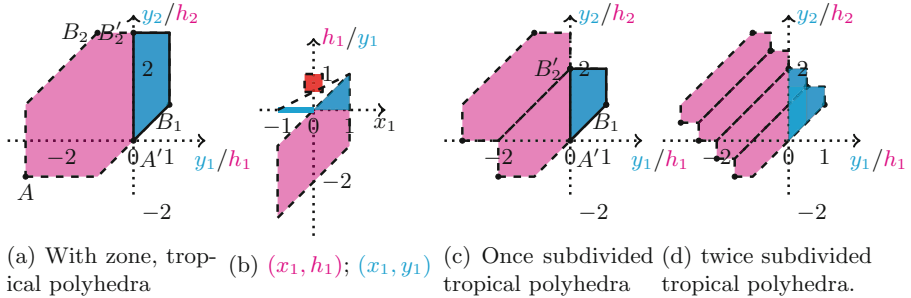 y₂/h₂
B₂ B′₂
2
B₁
−2 0 A′ 1
y₁/h₁
A
−2
(a) With zone, trop-
ical polyhedra
h₁/y₁
1
−1 0 1 x₁
−2
(b) (x₁, h₁); (x₁, y₁)
y₂/h₂
B′₂ 2
B₁
−2 0 A′ 1
y₁/h₁
−2
(c) Once subdivided
tropical polyhedra
y₂/h₂
2
−2 0 1
y₁/h₁
−2
(d) twice subdivided
tropical polyhedra.